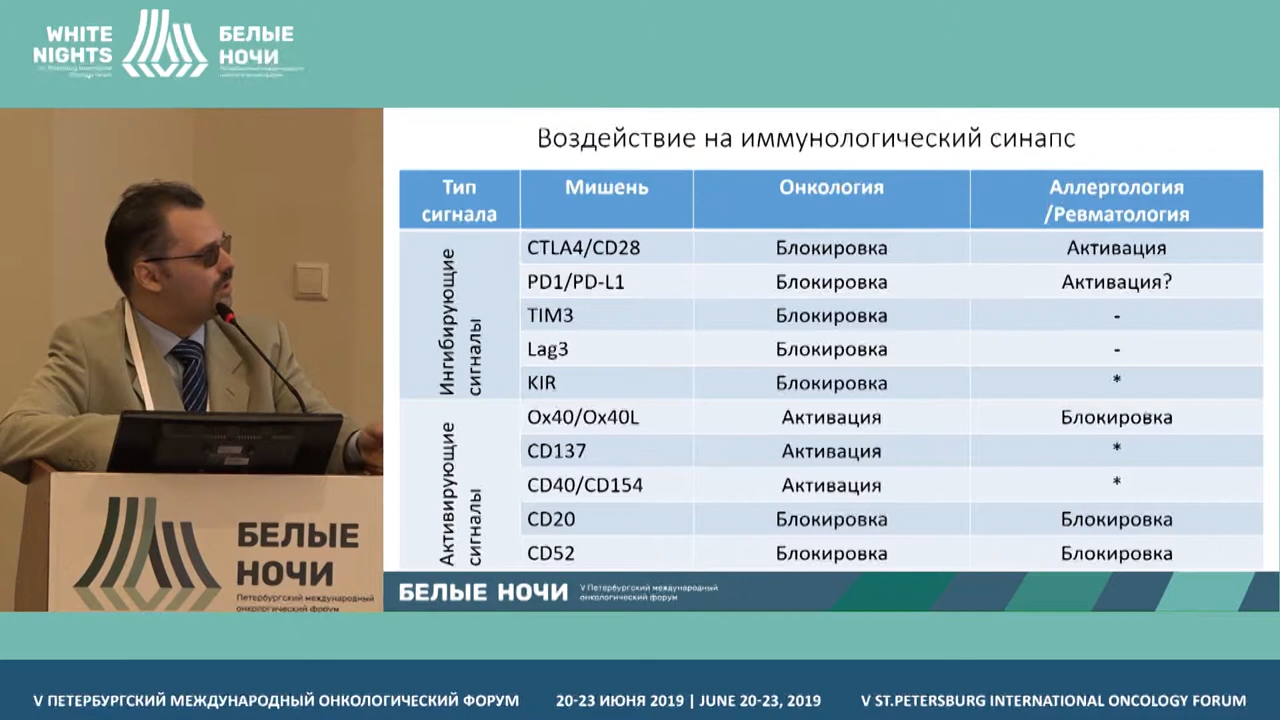 WHITE
NIGHTS
БЕЛЫЕ
НОЧИ
Воздействие на иммунологический синапс
Тип сигнала | Мишень | Онкология | Аллергология /Ревматология
Ингибирующие сигналы
CTLA4/CD28 Блокировка Активация
PD1/PD-L1 Блокировка Активация?
TIM3 Блокировка -
Lag3 Блокировка -
KIR Блокировка *
Активирующие сигналы
Ox40/Ox40L Активация Блокировка
CD137 Активация *
CD40/CD154 Активация *
CD20 Блокировка Блокировка
CD52 Блокировка Блокировка
БЕЛЫЕ
НОЧИ
Петербургский международный
онкологический форум
БЕЛЫЕ НОЧИ
V Петербургский международный
онкологический форум
V ПЕТЕРБУРГСКИЙ МЕЖДУНАРОДНЫЙ ОНКОЛОГИЧЕСКИЙ ФОРУМ 20-23 ИЮНЯ 2019 | JUNE 20-23, 2019 V ST.PETERSBURG INTERNATIONAL ONCOLOGY FORUM